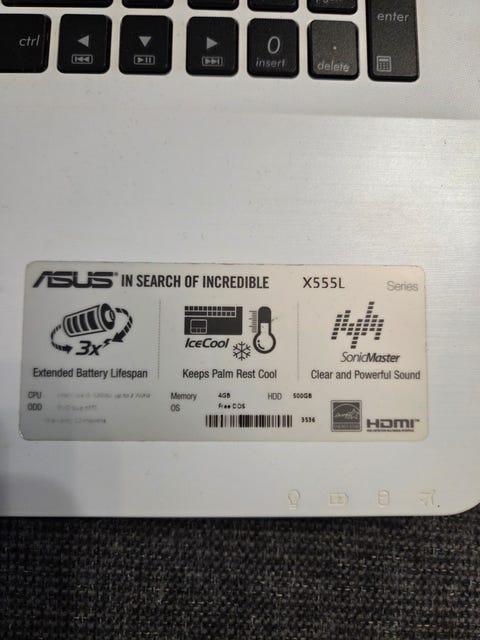 ctrl
enter
0
insert
.
delete
ASUS IN SEARCH OF INCREDIBLE X555L Series
3x
IceCool
SonicMaster
Extended Battery Lifespan
Keeps Palm Rest Cool
Clear and Powerful Sound
CPU
Memory 4GB HDD 500GB
ODD
OS Free DOS
3536
HDMI